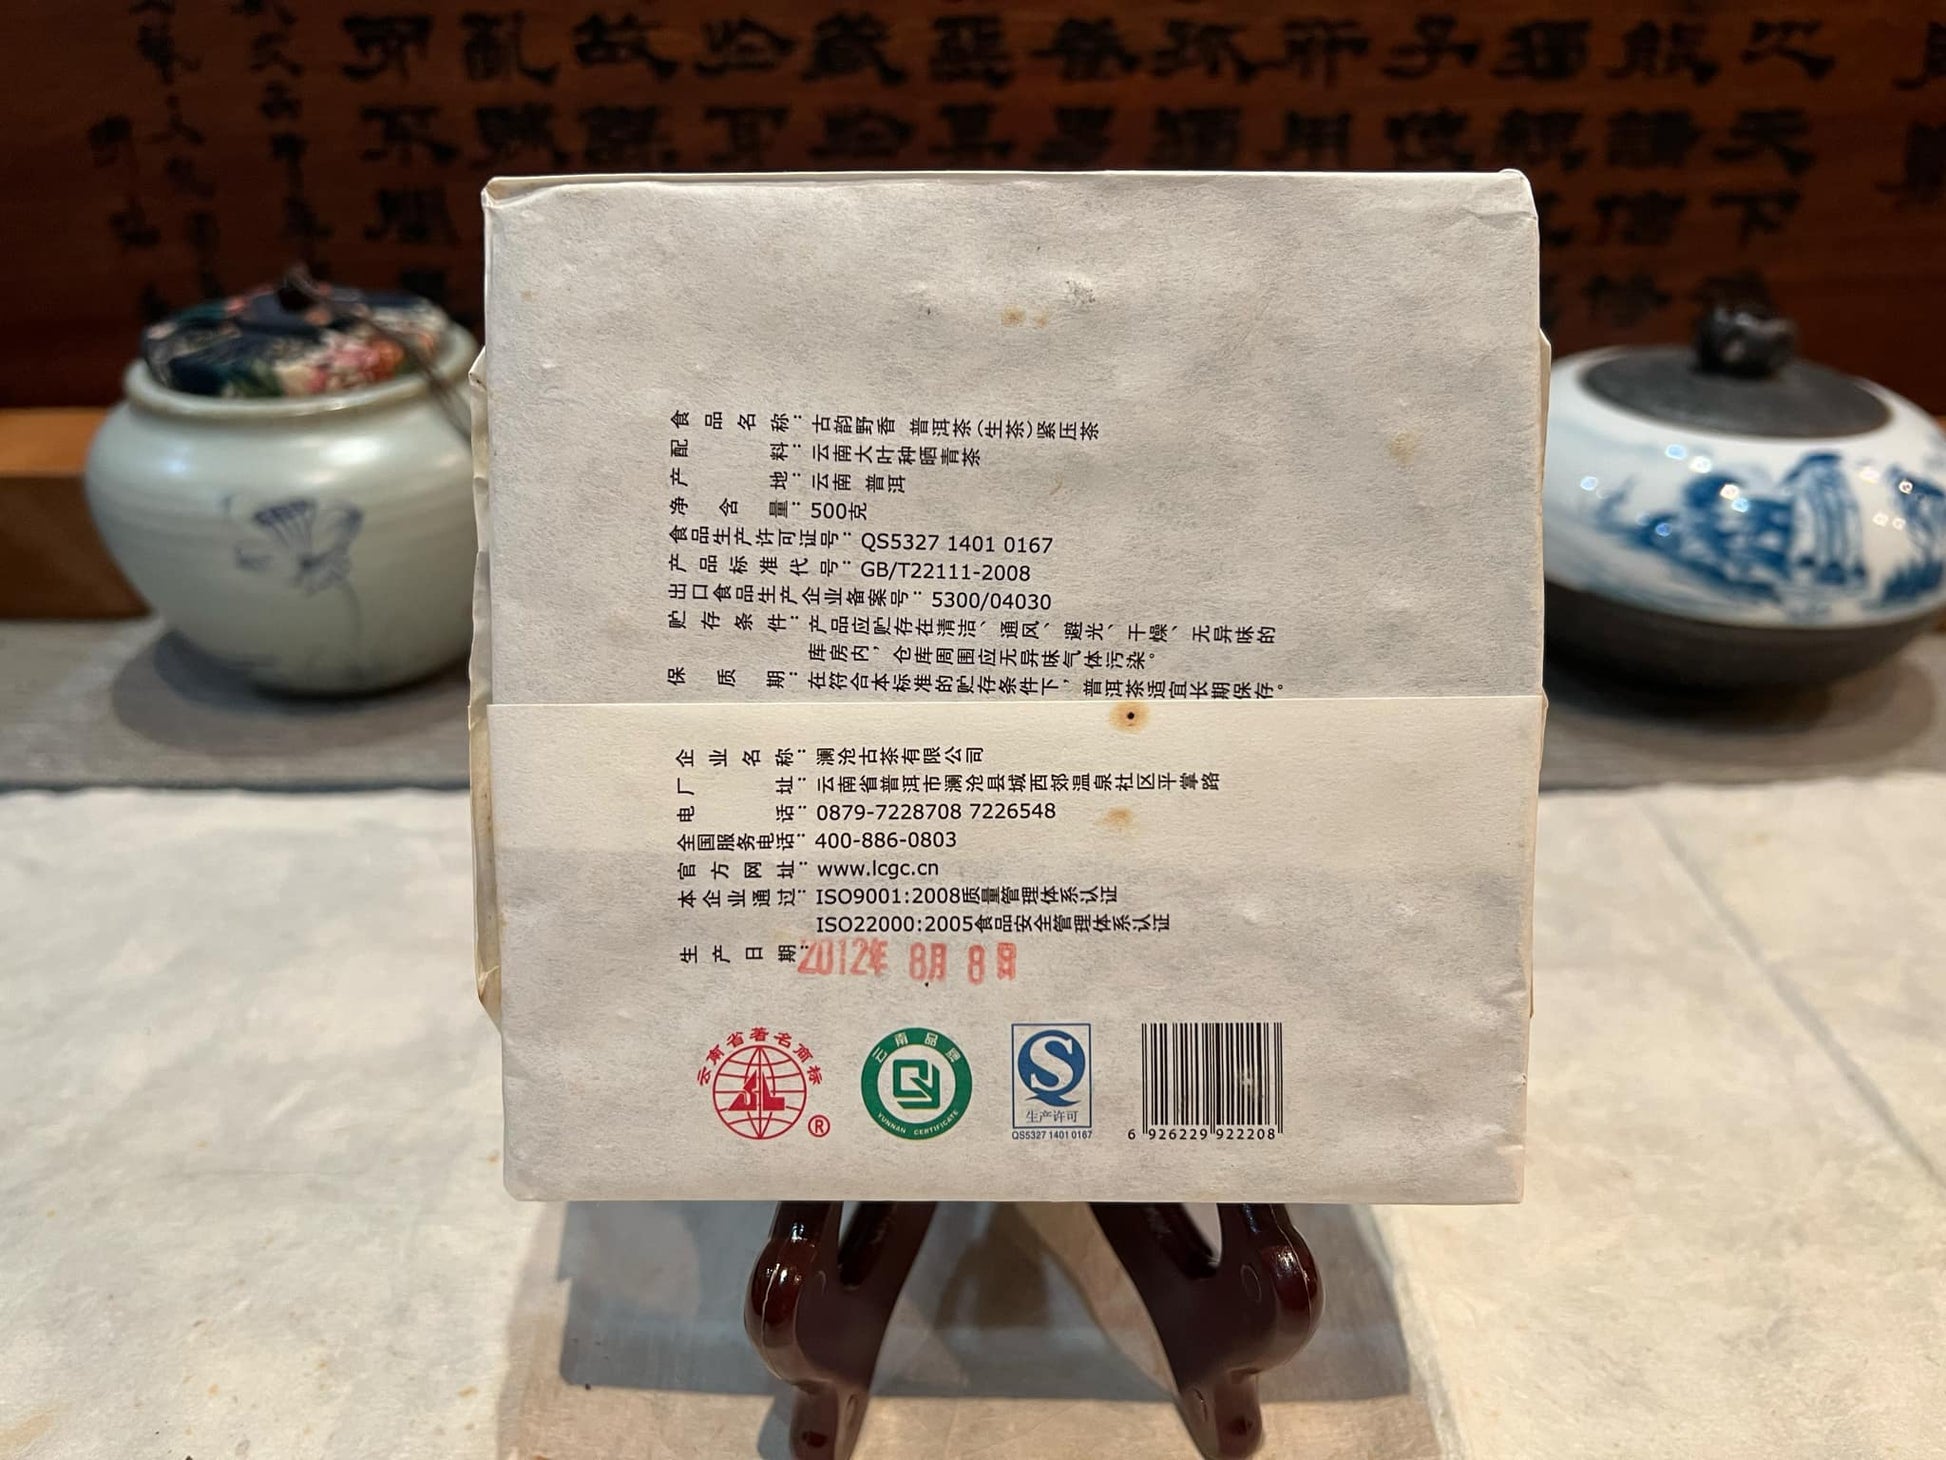 食品名称：古韵野香 普洱茶(生茶)紧压茶
配料：云南大叶种晒青茶
产地：云南 普洱
净含量：500克
食品生产许可证号：QS5327 1401 0167
产品标准代号：GB/T22111-2008
出口食品生产企业备案号：5300/04030
贮存条件：产品应贮存在清洁、通风、避光、干燥、无异味的
库房内，仓库周围应无异味气体污染。
保质期：在符合本标准的贮存条件下，普洱茶适宜长期保存。
企业名称：澜沧古茶有限公司
厂址：云南省普洱市澜沧县城西郊温泉社区平掌路
电话：0879-7228708 7226548
全国服务电话：400-886-0803
官方网址：www.lcgc.cn
本企业通过：ISO9001:2008质量管理体系认证
ISO22000:2005食品安全管理体系认证
生产日期：2012年 8月 8日
云南省著名商标
®
云南品牌
YUNNAN CERTIFICATE
生产许可
QS5327 1401 0167
6 926229 922208